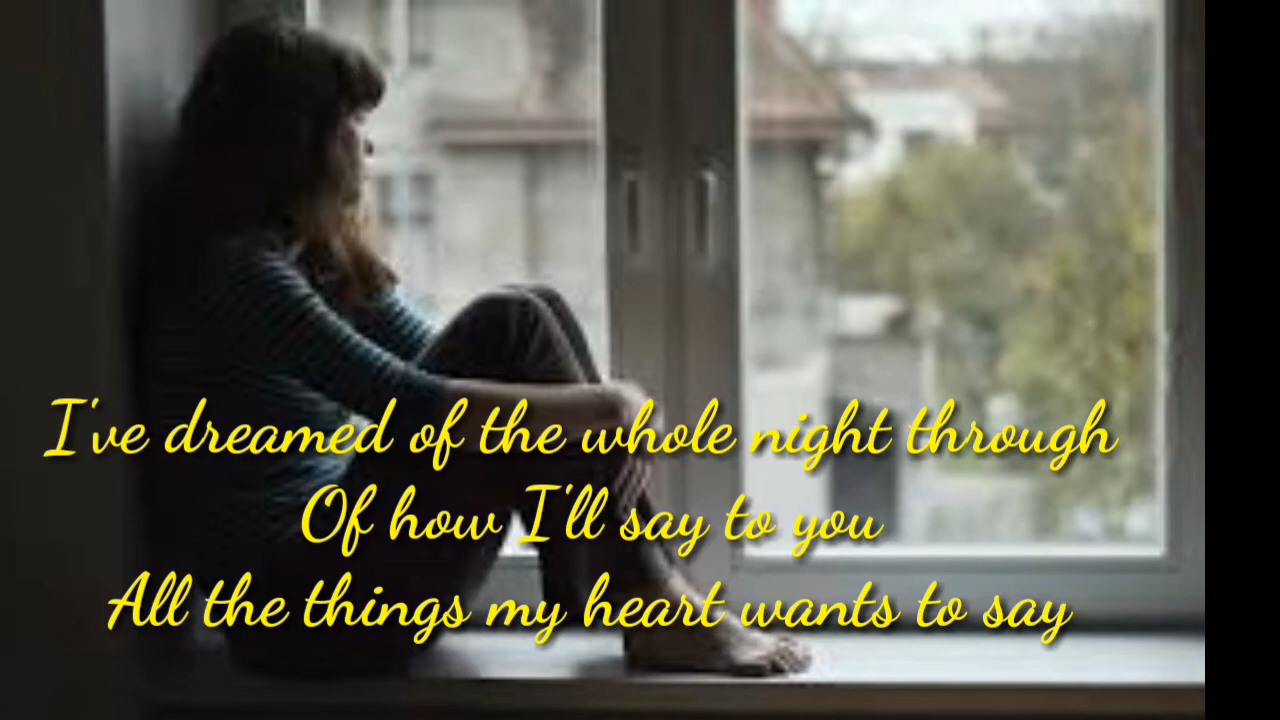 I've dreamed of the whole night through
Of how I'll say to you
All the things my heart wants to say